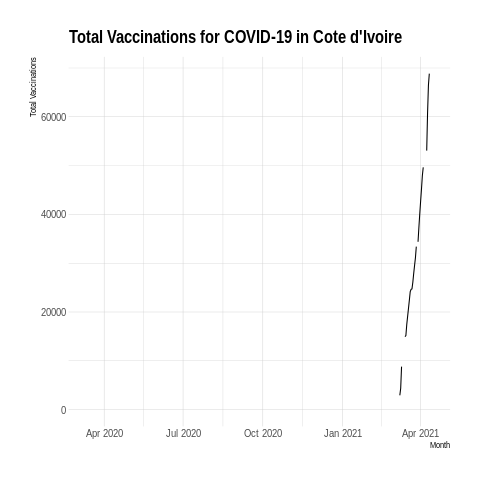 Total Vaccinations for COVID-19 in Cote d'Ivoire
Total Vaccinations
60000
40000
20000
0
Apr 2020 Jul 2020 Oct 2020 Jan 2021 Apr 2021
Month